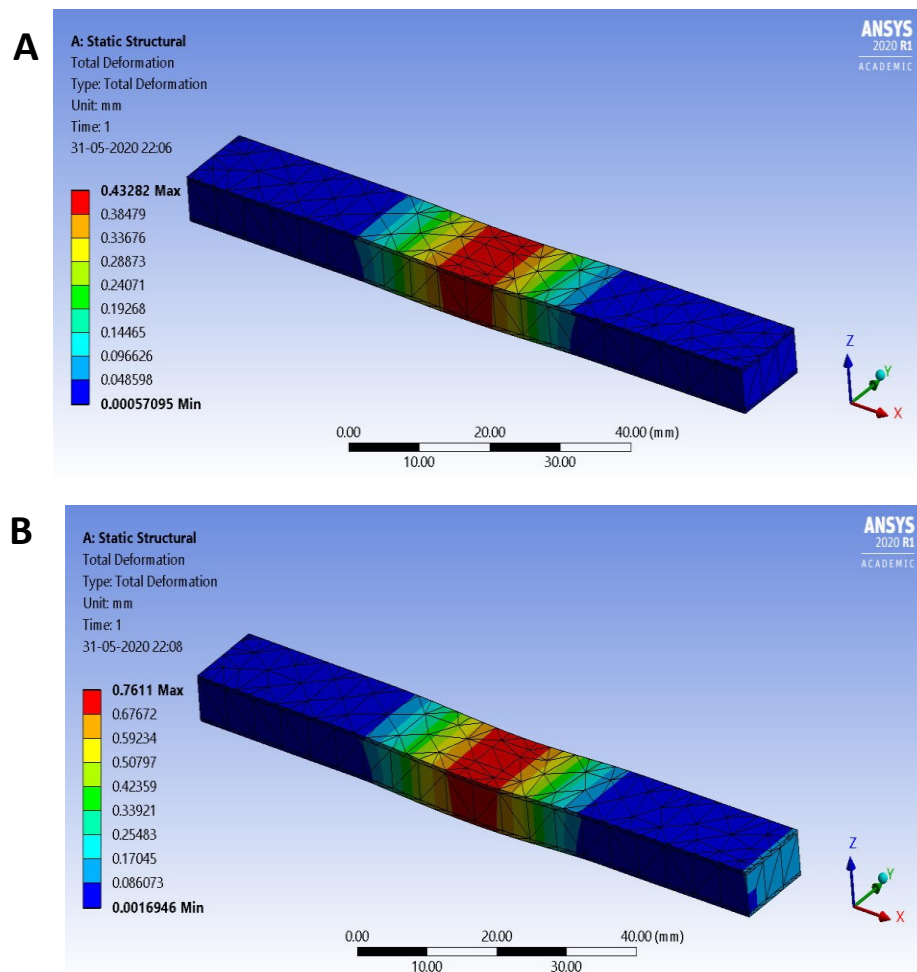 A
A: Static Structural
Total Deformation
Type: Total Deformation
Unit: mm
Time: 1
31-05-2020 22:06
ANSYS
2020 R1
ACADEMIC
0.43282 Max
0.38479
0.33676
0.28873
0.24071
0.19268
0.14465
0.096626
0.048598
0.00057095 Min
0.00 20.00 40.00 (mm)
10.00 30.00
Z
Y
X
B
A: Static Structural
Total Deformation
Type: Total Deformation
Unit: mm
Time: 1
31-05-2020 22:08
ANSYS
2020 R1
ACADEMIC
0.7611 Max
0.67672
0.59234
0.50797
0.42359
0.33921
0.25483
0.17045
0.086073
0.0016946 Min
0.00 20.00 40.00 (mm)
10.00 30.00
Z
Y
X